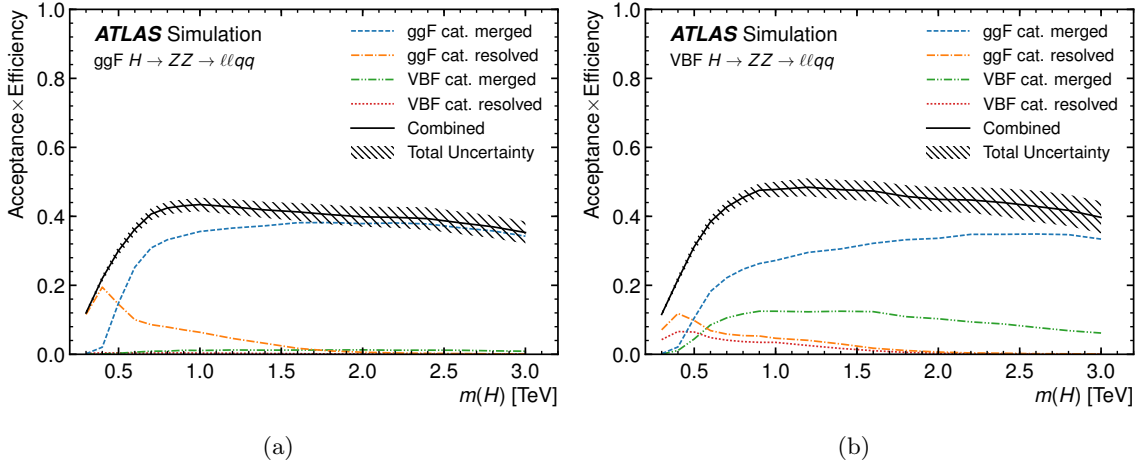 1.0
0.8
0.6
0.4
0.2
0.0
Acceptance×Efficiency
ATLAS Simulation
ggF H → ZZ → ℓℓqq
ggF cat. merged
ggF cat. resolved
VBF cat. merged
VBF cat. resolved
Combined
Total Uncertainty
0.5 1.0 1.5 2.0 2.5 3.0
m(H) [TeV]
(a)
1.0
0.8
0.6
0.4
0.2
0.0
Acceptance×Efficiency
ATLAS Simulation
VBF H → ZZ → ℓℓqq
ggF cat. merged
ggF cat. resolved
VBF cat. merged
VBF cat. resolved
Combined
Total Uncertainty
0.5 1.0 1.5 2.0 2.5 3.0
m(H) [TeV]
(b)